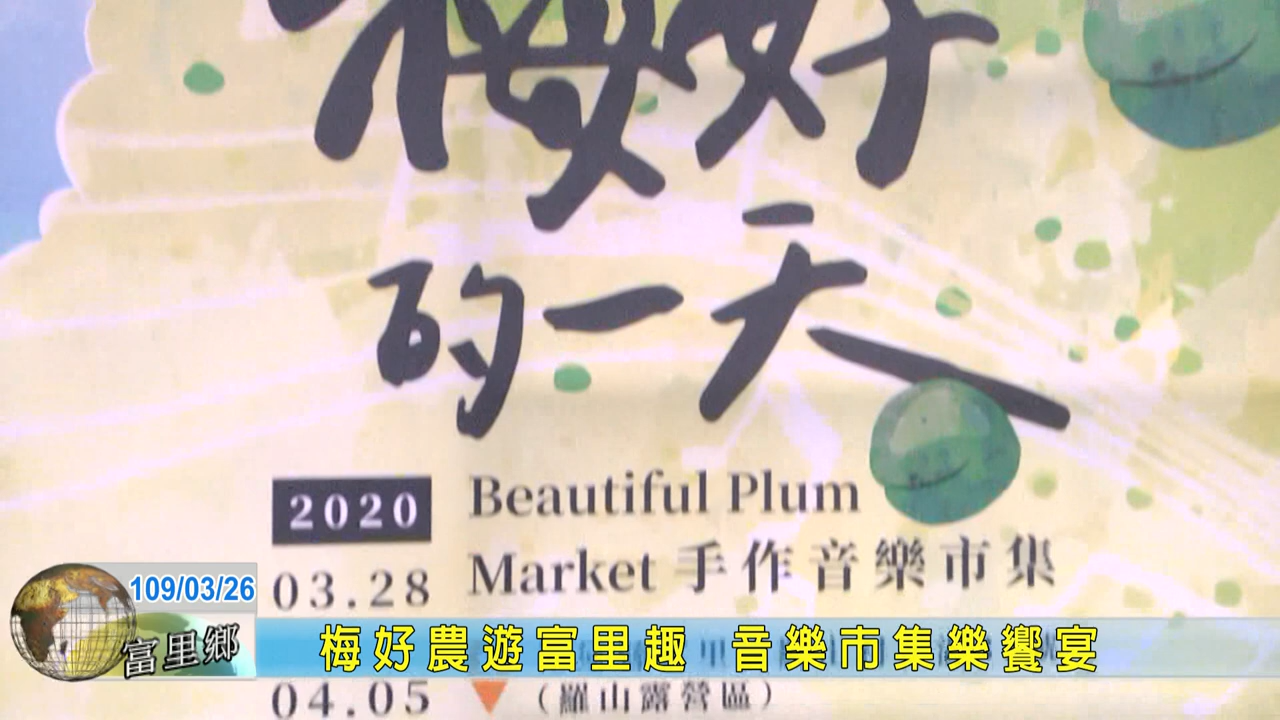 梅好
的一天
2020
Beautiful Plum
03.28
Market 手作音樂市集
109/03/26
富里鄉
梅好農遊富里趣 音樂市集樂饗宴
04.05
(羅山露營區)